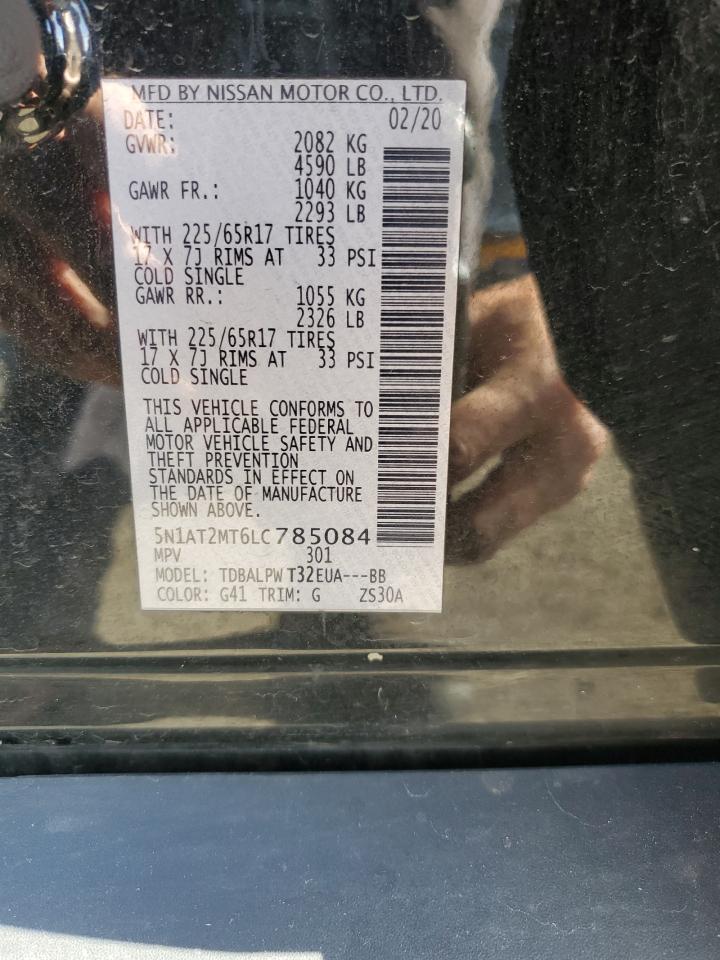 MFD BY NISSAN MOTOR CO., LTD.
DATE: 02/20
GVWR: 2082 KG
4590 LB
GAWR FR.: 1040 KG
2293 LB
WITH 225/65R17 TIRES
17 X 7J RIMS AT 33 PSI
COLD SINGLE
GAWR RR.: 1055 KG
2326 LB
WITH 225/65R17 TIRES
17 X 7J RIMS AT 33 PSI
COLD SINGLE
THIS VEHICLE CONFORMS TO
ALL APPLICABLE FEDERAL
MOTOR VEHICLE SAFETY AND
THEFT PREVENTION
STANDARDS IN EFFECT ON
THE DATE OF MANUFACTURE
SHOWN ABOVE.
5N1AT2MT6LC785084
MPV 301
MODEL: TDBALPW T32EUA---BB
COLOR: G41 TRIM: G ZS30A